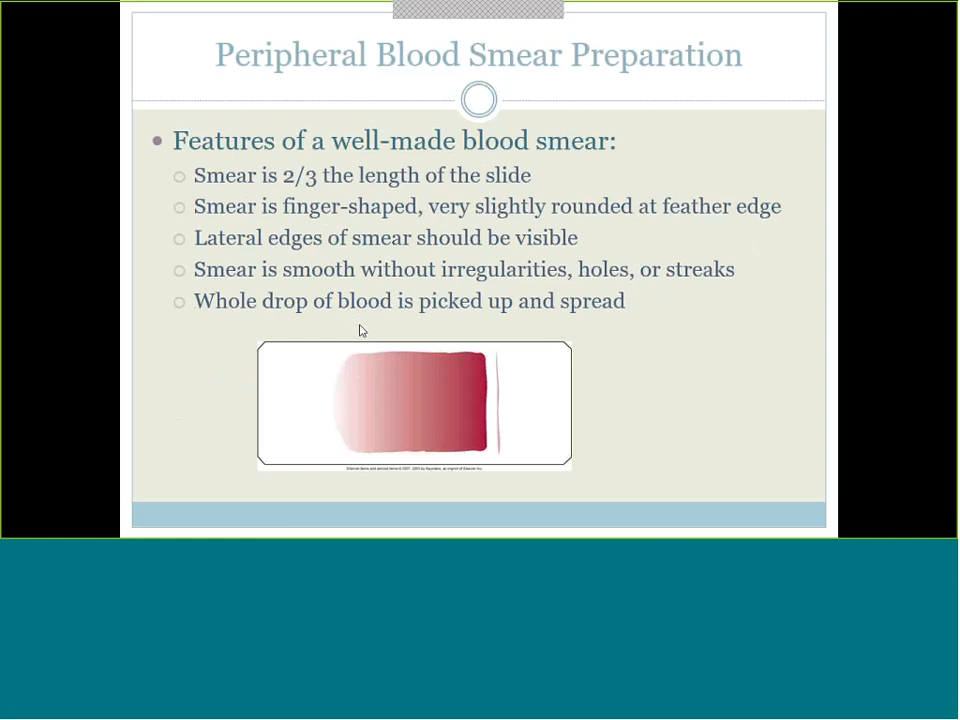 Peripheral Blood Smear Preparation
Features of a well-made blood smear:
Smear is 2/3 the length of the slide
Smear is finger-shaped, very slightly rounded at feather edge
Lateral edges of smear should be visible
Smear is smooth without irregularities, holes, or streaks
Whole drop of blood is picked up and spread